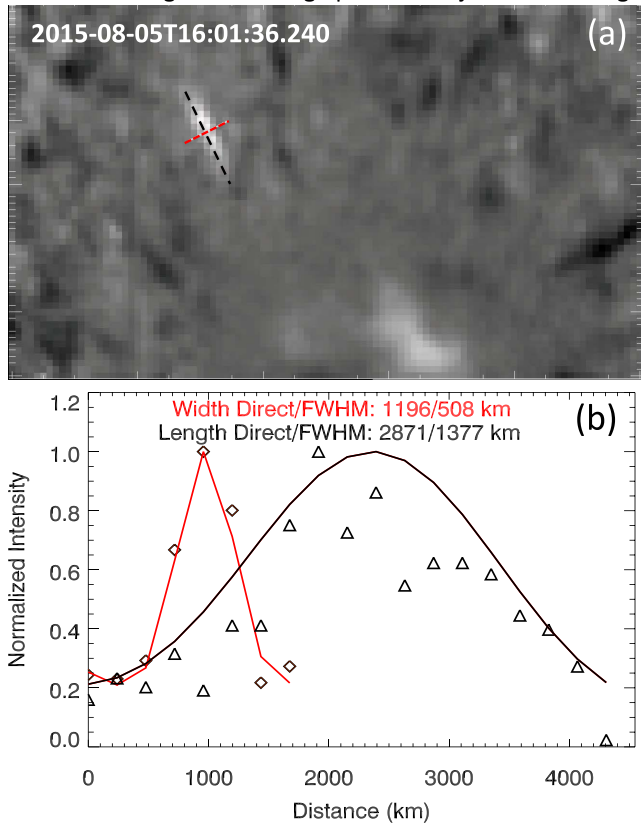 2015-08-05T16:01:36.240
(a)
Width Direct/FWHM: 1196/508 km
Length Direct/FWHM: 2871/1377 km
(b)
1.2
1.0
0.8
0.6
0.4
0.2
0.0
Normalized Intensity
0
1000
2000
3000
4000
Distance (km)